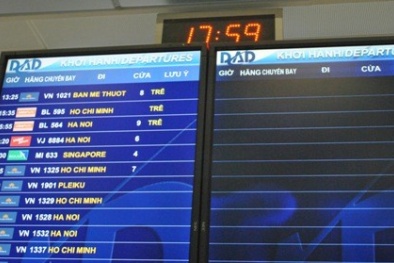 17:59
DAD KHỞI HÀNH/DEPARTURES
GIỜ HÃNG CHUYẾN BAY ĐI CỬA LƯU Ý
13:25 VN 1021 BAN ME THUOT 8 TRỄ
15:35 BL 595 HO CHI MINH TRỄ
BL 564 HA NOI 9 TRỄ
VJ 8884 HA NOI 6
MI 633 SINGAPORE 4
VN 1325 HO CHI MINH 7
VN 1901 PLEIKU
VN 1329 HO CHI MINH
VN 1528 HA NOI
VN 1532 HA NOI
VN 1337 HO CHI MINH
DAD KHỞI HÀNH/DEPARTURES
GIỜ HÃNG CHUYẾN BAY ĐI CỬA